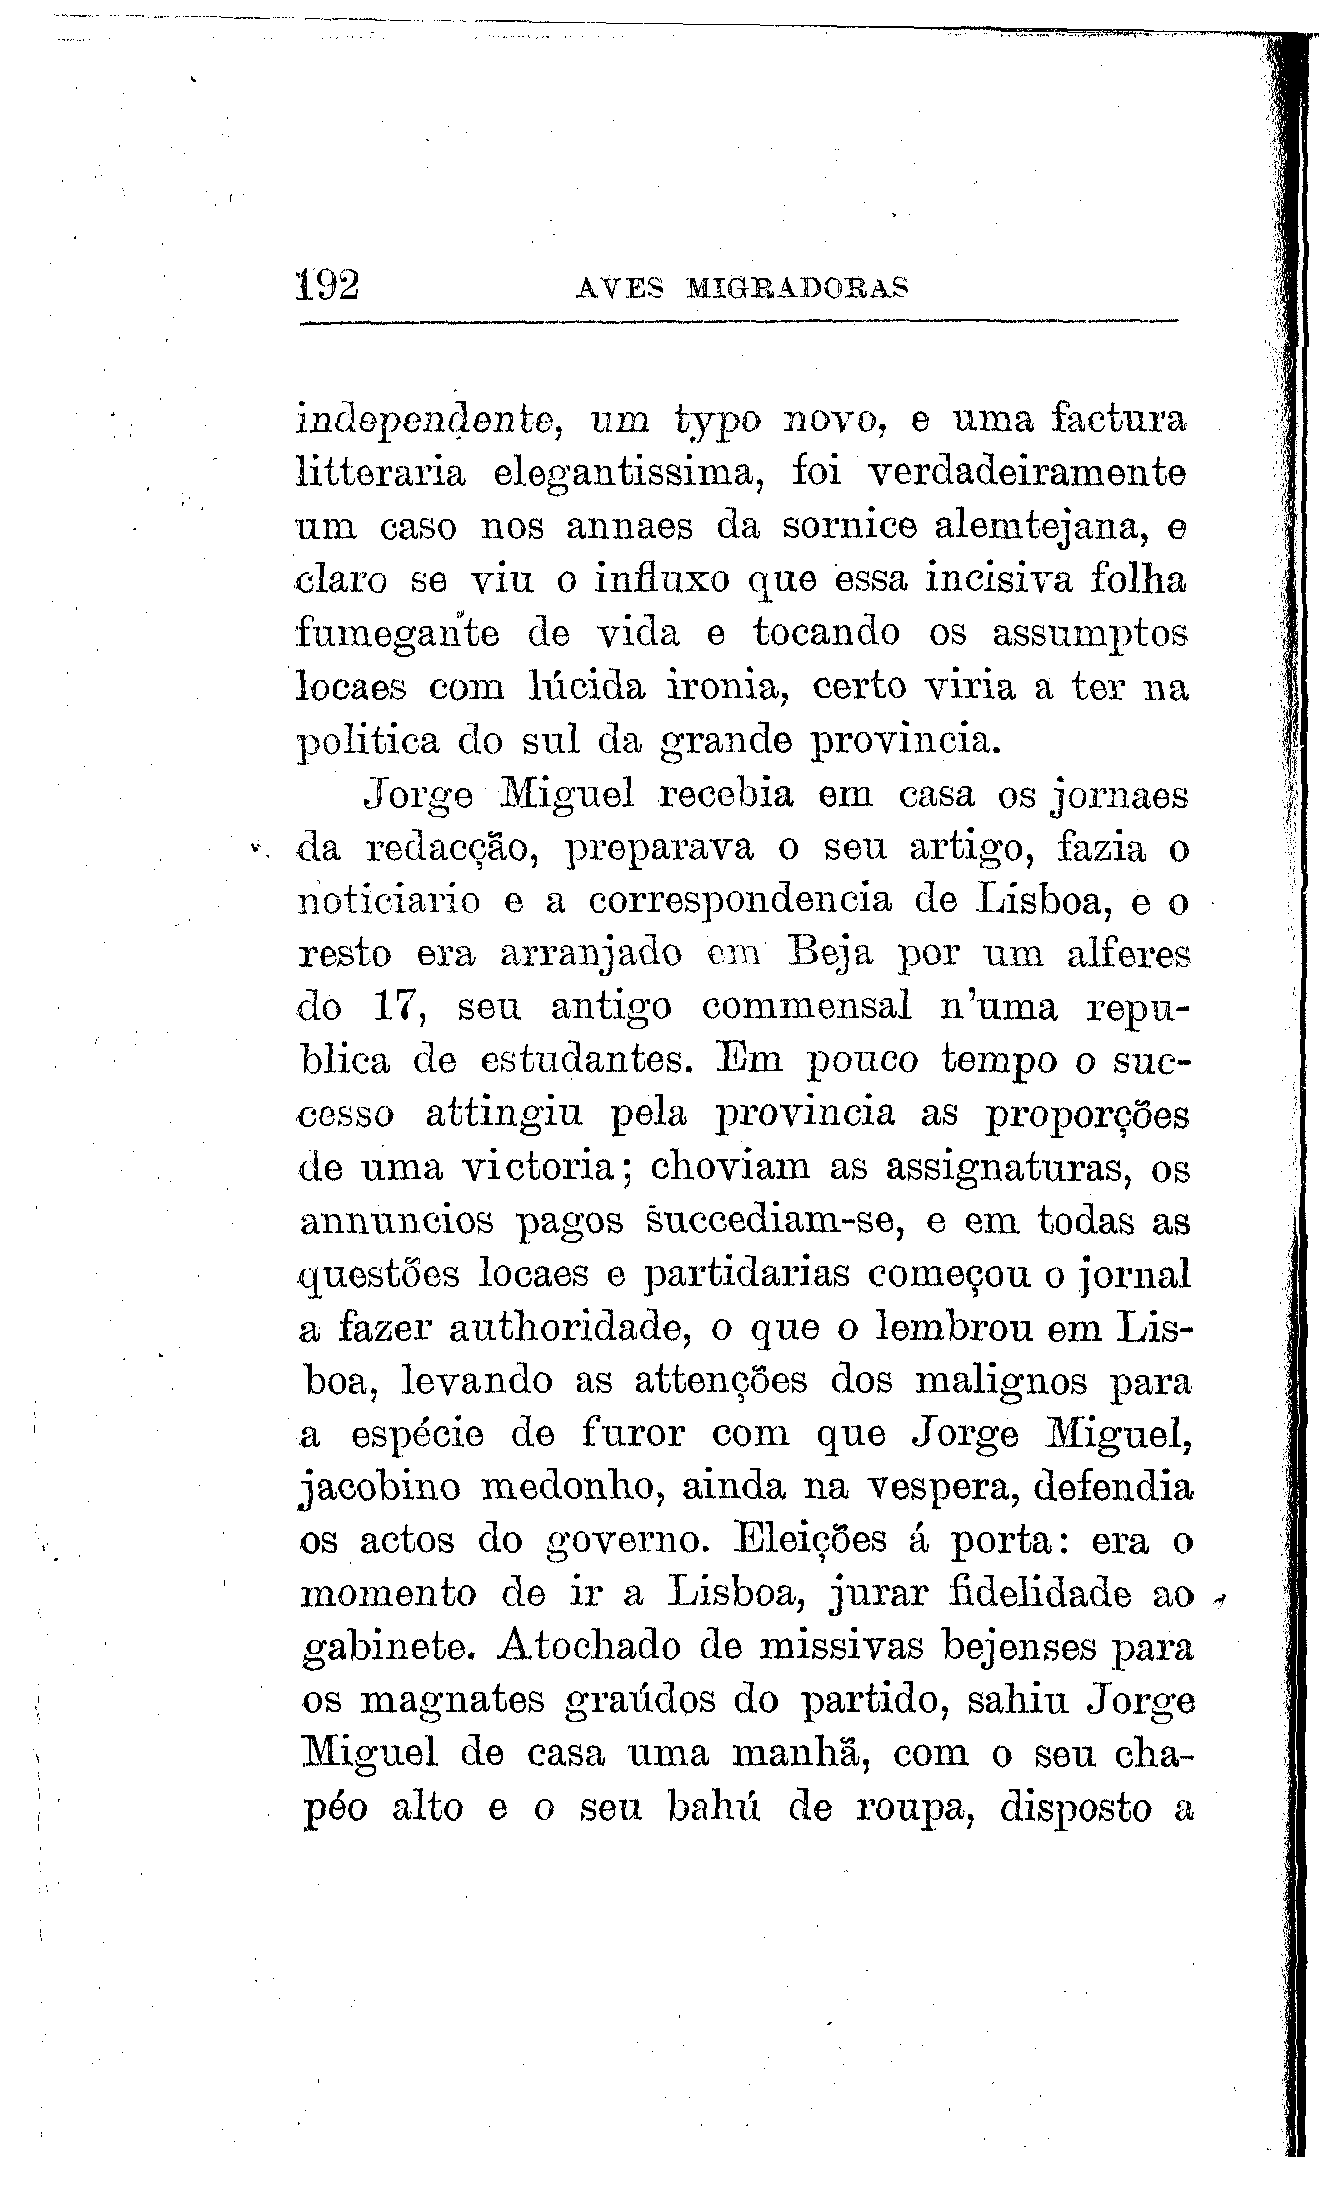 192 AVES MIGRADORAS
independente, um typo novo, e uma factura
litteraria elegantissima, foi verdadeiramente
um caso nos annaes da sornice alemtejana, e
claro se viu o influxo que essa incisiva folha
fumegante de vida e tocando os assumptos
locaes com lúcida ironia, certo viria a ter na
politica do sul da grande provincia.
Jorge Miguel recebia em casa os jornaes
da redacção, preparava o seu artigo, fazia o
noticiario e a correspondencia de Lisboa, e o
resto era arranjado em Beja por um alferes
do 17, seu antigo commensal n'uma repu-
blica de estudantes. Em pouco tempo o suc-
cesso attingiu pela provincia as proporções
de uma victoria; choviam as assignaturas, os
annuncios pagos succediam-se, e em todas as
questões locaes e partidarias começou o jornal
a fazer authoridade, o que o lembrou em Lis-
boa, levando as attenções dos malignos para
a espécie de furor com que Jorge Miguel,
jacobino medonho, ainda na vespera, defendia
os actos do governo. Eleições á porta: era o
momento de ir a Lisboa, jurar fidelidade ao
gabinete. Atochado de missivas bejenses para
os magnates graúdos do partido, sahiu Jorge
Miguel de casa uma manhã, com o seu cha-
péo alto e o seu bahú de roupa, disposto a